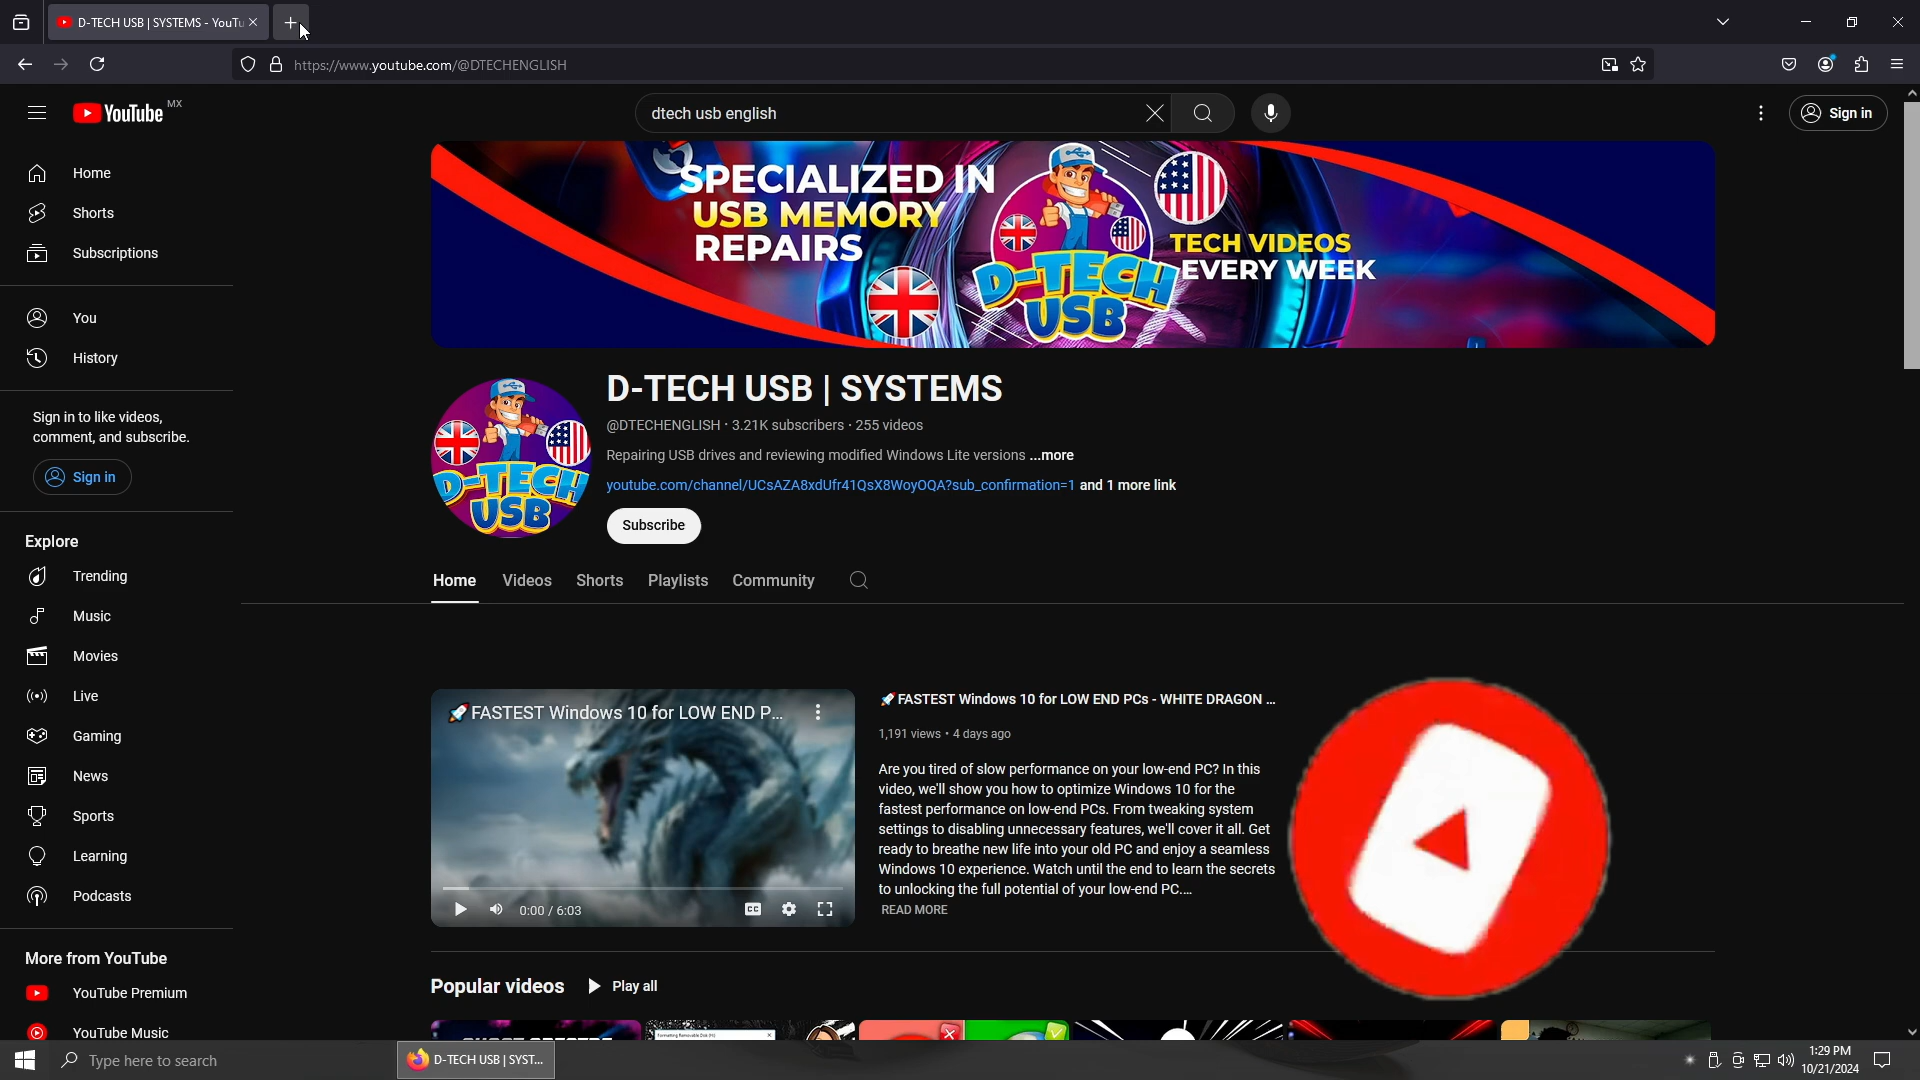 D-TECH USB | SYSTEMS - YouTu
https://www.youtube.com/@DTECHENGLISH
YouTube MX
dtech usb english
Sign in
Home
Shorts
Subscriptions
You
History
Sign in to like videos,
comment, and subscribe.
Sign in
Explore
Trending
Music
Movies
Live
Gaming
News
Sports
Learning
Podcasts
More from YouTube
YouTube Premium
YouTube Music
SPECIALIZED IN
USB MEMORY
REPAIRS
D-TECH
USB
TECH VIDEOS
EVERY WEEK
D-TECH
USB
D-TECH USB | SYSTEMS
@DTECHENGLISH · 3.21K subscribers · 255 videos
Repairing USB drives and reviewing modified Windows Lite versions ...more
youtube.com/channel/UCsAZA8xdUfr41QsX8WoyOQA?sub_confirmation=1 and 1 more link
Subscribe
Home Videos Shorts Playlists Community
🚀FASTEST Windows 10 for LOW END P...
0:00 / 6:03
CC
🚀FASTEST Windows 10 for LOW END PCs - WHITE DRAGON ...
1,191 views • 4 days ago
Are you tired of slow performance on your low-end PC? In this
video, we'll show you how to optimize Windows 10 for the
fastest performance on low-end PCs. From tweaking system
settings to disabling unnecessary features, we'll cover it all. Get
ready to breathe new life into your old PC and enjoy a seamless
Windows 10 experience. Watch until the end to learn the secrets
to unlocking the full potential of your low-end PC....
READ MORE
Popular videos Play all
Type here to search
D-TECH USB | SYST...
1:29 PM
10/21/2024